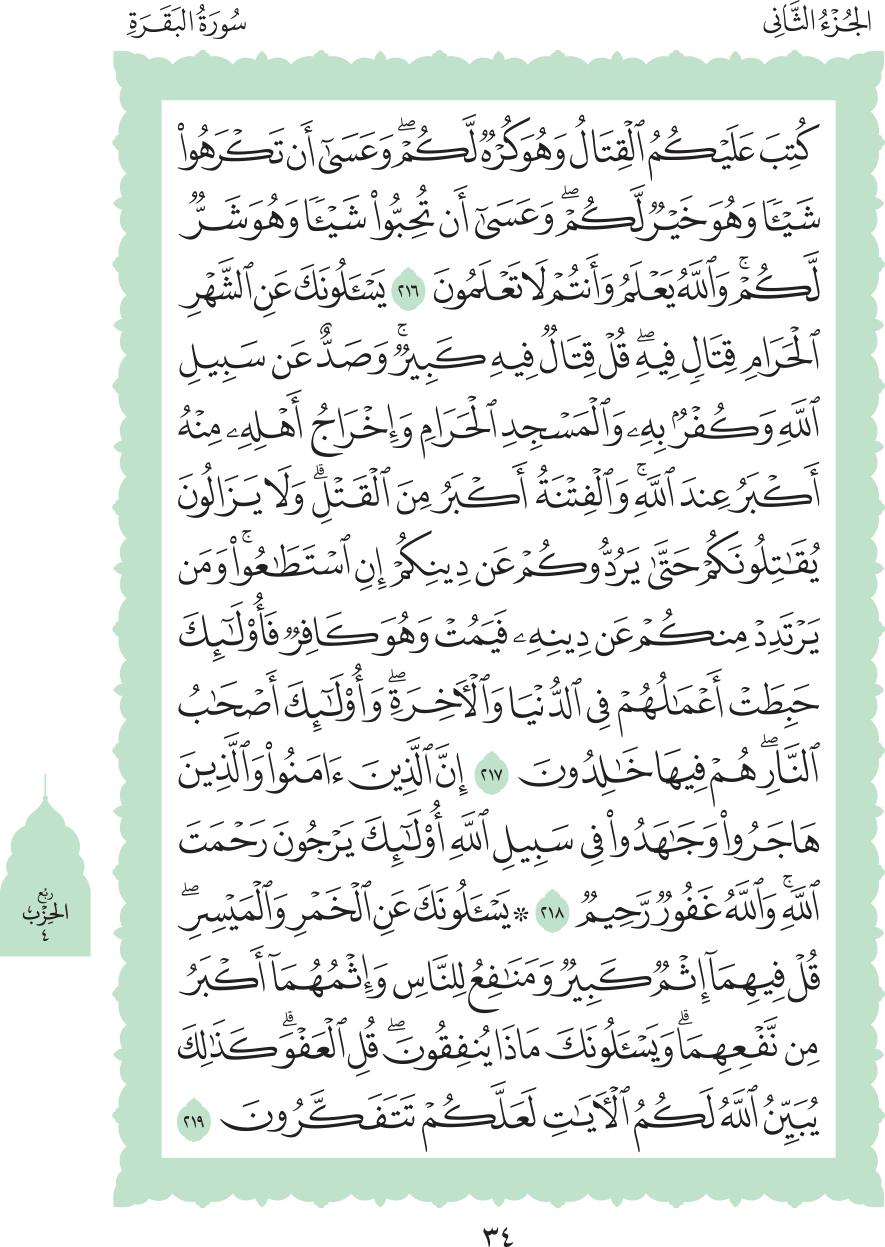 الجُزْءُ الثَّانِي
سُورَةُ البَقَرَةِ
كُتِبَ عَلَيۡكُمُ ٱلۡقِتَالُ وَهُوَ كُرۡهٞ لَّكُمۡۖ وَعَسَىٰٓ أَن تَكۡرَهُواْ
شَيۡـٔٗا وَهُوَ خَيۡرٞ لَّكُمۡۖ وَعَسَىٰٓ أَن تُحِبُّواْ شَيۡـٔٗا وَهُوَ شَرّٞ
لَّكُمۡۚ وَٱللَّهُ يَعۡلَمُ وَأَنتُمۡ لَا تَعۡلَمُونَ ٢١٦ يَسۡـَٔلُونَكَ عَنِ ٱلشَّهۡرِ
ٱلۡحَرَامِ قِتَالٖ فِيهِۖ قُلۡ قِتَالٞ فِيهِ كَبِيرٞۚ وَصَدٌّ عَن سَبِيلِ
ٱللَّهِ وَكُفۡرُۢ بِهِۦ وَٱلۡمَسۡجِدِ ٱلۡحَرَامِ وَإِخۡرَاجُ أَهۡلِهِۦ مِنۡهُ
أَكۡبَرُ عِندَ ٱللَّهِۚ وَٱلۡفِتۡنَةُ أَكۡبَرُ مِنَ ٱلۡقَتۡلِۗ وَلَا يَزَالُونَ
يُقَٰتِلُونَكُمۡ حَتَّىٰ يَرُدُّوكُمۡ عَن دِينِكُمۡ إِنِ ٱسۡتَطَٰعُواْۚ وَمَن
يَرۡتَدِدۡ مِنكُمۡ عَن دِينِهِۦ فَيَمُتۡ وَهُوَ كَافِرٞ فَأُوْلَٰٓئِكَ
حَبِطَتۡ أَعۡمَٰلُهُمۡ فِي ٱلدُّنۡيَا وَٱلۡأٓخِرَةِۖ وَأُوْلَٰٓئِكَ أَصۡحَٰبُ
ٱلنَّارِۖ هُمۡ فِيهَا خَٰلِدُونَ ٢١٧ إِنَّ ٱلَّذِينَ ءَامَنُواْ وَٱلَّذِينَ
هَاجَرُواْ وَجَٰهَدُواْ فِي سَبِيلِ ٱللَّهِ أُوْلَٰٓئِكَ يَرۡجُونَ رَحۡمَتَ
ٱللَّهِۚ وَٱللَّهُ غَفُورٞ رَّحِيمٞ ٢١٨ ۞ يَسۡـَٔلُونَكَ عَنِ ٱلۡخَمۡرِ وَٱلۡمَيۡسِرِۖ
قُلۡ فِيهِمَآ إِثۡمٞ كَبِيرٞ وَمَنَٰفِعُ لِلنَّاسِ وَإِثۡمُهُمَآ أَكۡبَرُ
مِن نَّفۡعِهِمَاۗ وَيَسۡـَٔلُونَكَ مَاذَا يُنفِقُونَۖ قُلِ ٱلۡعَفۡوَۗ كَذَٰلِكَ
يُبَيِّنُ ٱللَّهُ لَكُمُ ٱلۡأٓيَٰتِ لَعَلَّكُمۡ تَتَفَكَّرُونَ ٢١٩
ربع
الحزب
٤
٣٤